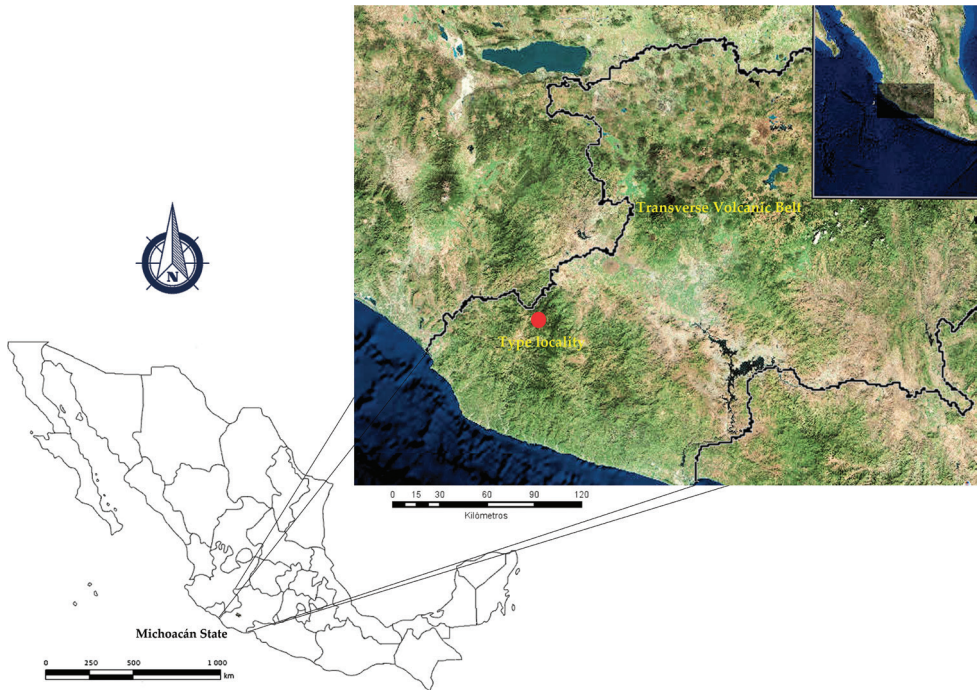 Transverse Volcanic Belt
Type locality
N
0 15 30 60 90 120
Kilómetros
Michoacán State
0 250 500 1 000
km